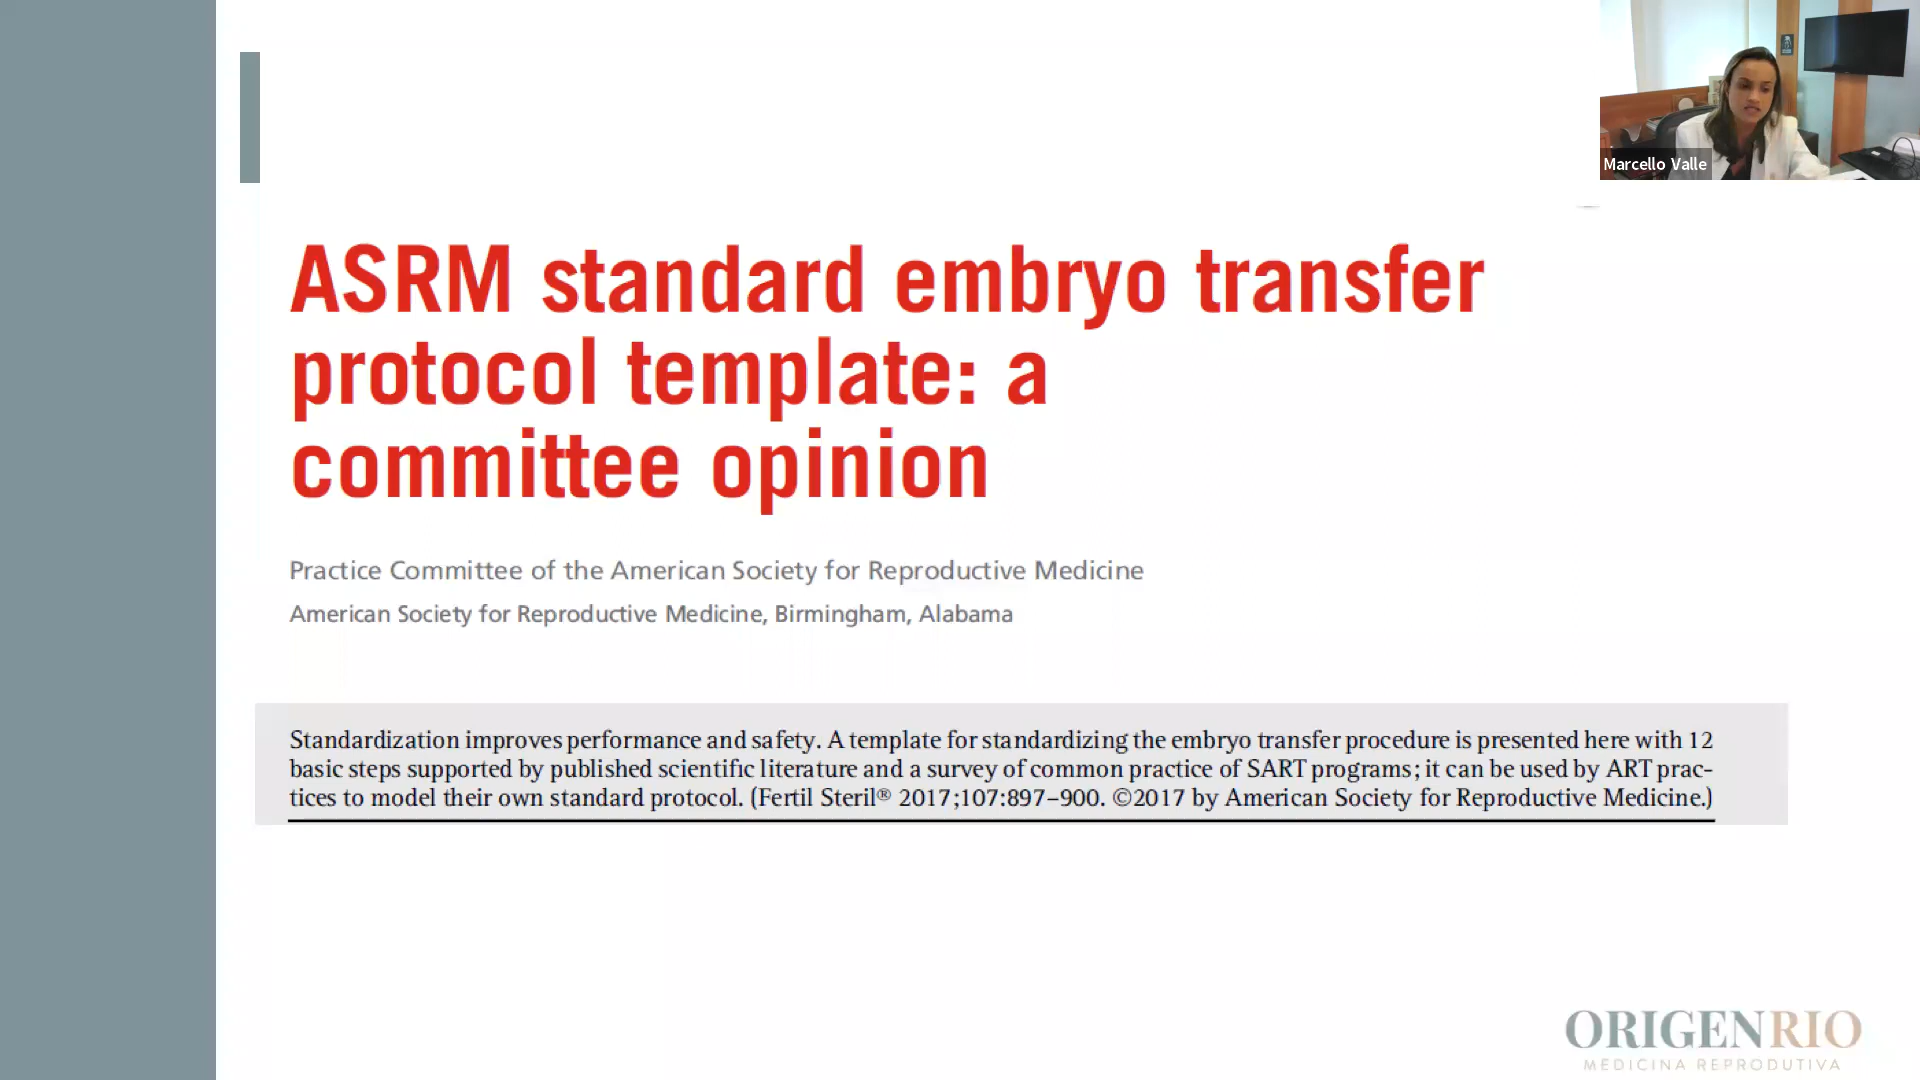 Marcello Valle
ASRM standard embryo transfer
protocol template: a
committee opinion
Practice Committee of the American Society for Reproductive Medicine
American Society for Reproductive Medicine, Birmingham, Alabama
Standardization improves performance and safety. A template for standardizing the embryo transfer procedure is presented here with 12
basic steps supported by published scientific literature and a survey of common practice of SART programs; it can be used by ART prac-
tices to model their own standard protocol. (Fertil Steril® 2017;107:897–900. ©2017 by American Society for Reproductive Medicine.)
ORIGENRIO
MEDICINA REPRODUTIVA